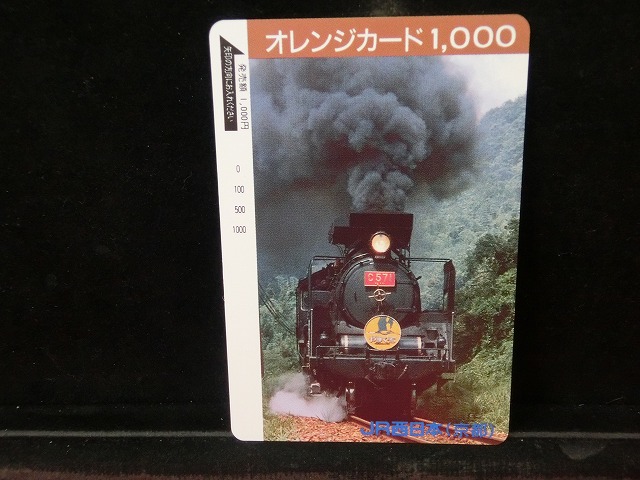 オレンジカード1,000
矢印の方向にお入れください
発売額 1,000円
0
100
500
1000
C571
JR西日本(京都)